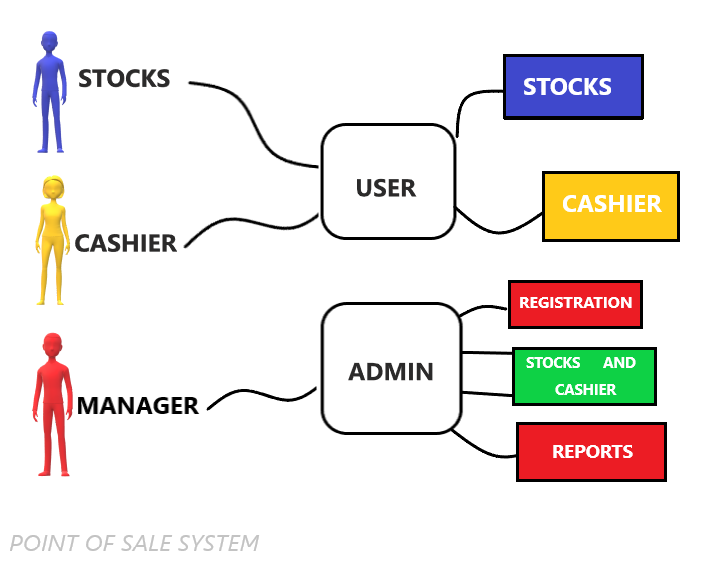 STOCKS
STOCKS
CASHIER
USER
CASHIER
REGISTRATION
ADMIN
STOCKS AND
CASHIER
MANAGER
REPORTS
POINT OF SALE SYSTEM